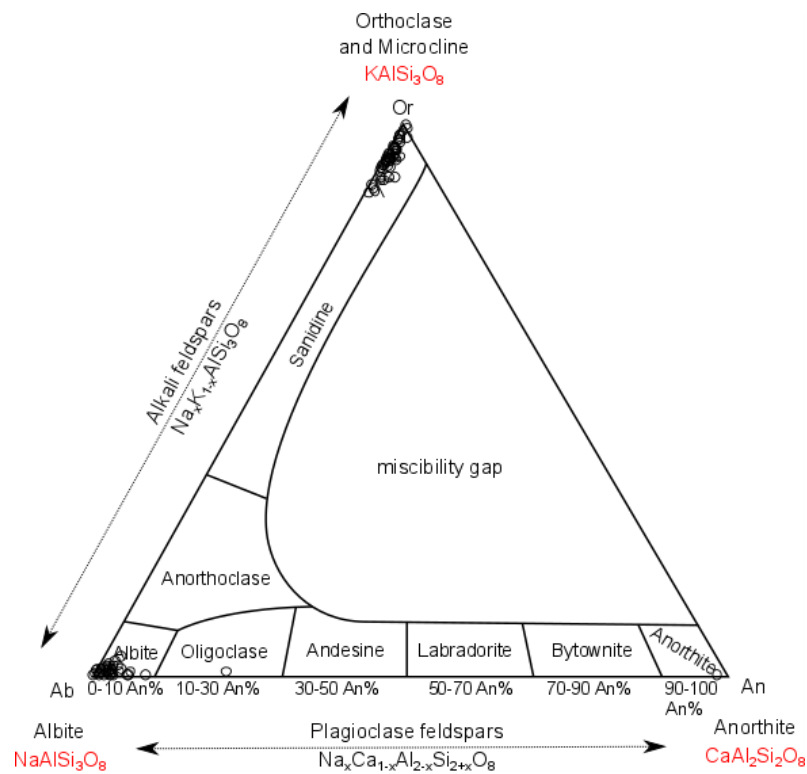 Orthoclase
and Microcline
KAlSi₃O₈
Or
Alkali feldspars
NaₓK₁₋ₓAlSi₃O₈
Sanidine
miscibility gap
Anorthoclase
Albite
Oligoclase
Andesine
Labradorite
Bytownite
Anorthite
Ab
0-10 An%
10-30 An%
30-50 An%
50-70 An%
70-90 An%
90-100
An%
An
Albite
NaAlSi₃O₈
Plagioclase feldspars
NaₓCa₁₋ₓAl₂₋ₓSi₂₊ₓO₈
Anorthite
CaAl₂Si₂O₈